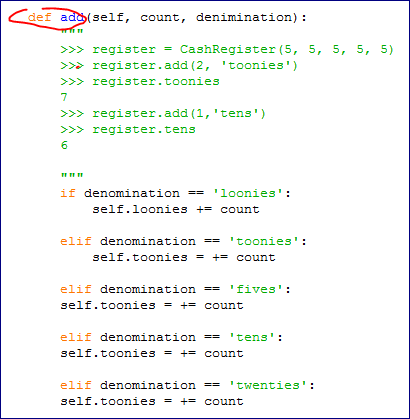 def add(self, count, denimination):
"""
>>> register = CashRegister(5, 5, 5, 5, 5)
>>> register.add(2, 'toonies')
>>> register.toonies
7
>>> register.add(1,'tens')
>>> register.tens
6
"""
if denomination == 'loonies':
self.loonies += count
elif denomination == 'toonies':
self.toonies = += count
elif denomination == 'fives':
self.toonies = += count
elif denomination == 'tens':
self.toonies = += count
elif denomination == 'twenties':
self.toonies = += count